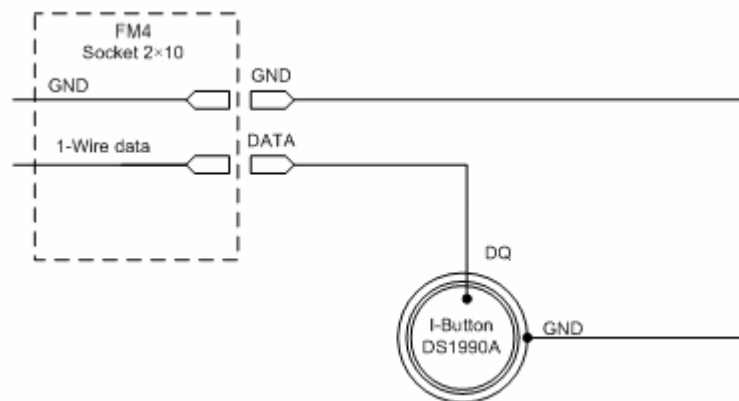 FM4
Socket 2×10
GND
GND
1-Wire data
DATA
DQ
I-Button
DS1990A
GND